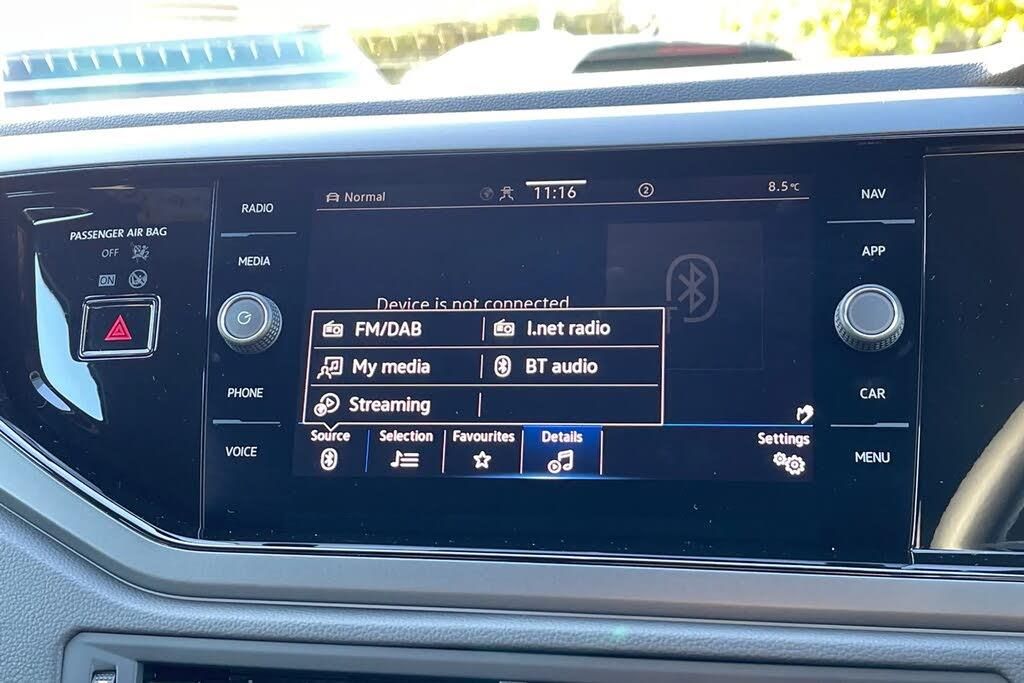 Normal
11:16
2
8.5°C
RADIO
NAV
PASSENGER AIR BAG
OFF
ON
MEDIA
APP
Device is not connected
FM/DAB
I.net radio
My media
BT audio
Streaming
PHONE
CAR
Source
Selection
Favourites
Details
Settings
VOICE
MENU